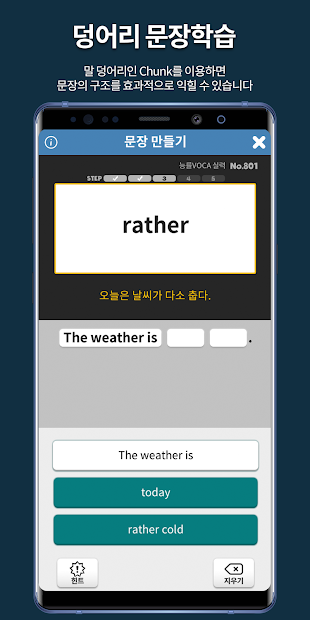 덩어리 문장학습
말 덩어리인 Chunk를 이용하면
문장의 구조를 효과적으로 익힐 수 있습니다
문장 만들기
능률VOCA 실력 No.801
STEP 3 4 5
rather
오늘은 날씨가 다소 춥다.
The weather is .
The weather is
today
rather cold
힌트
지우기